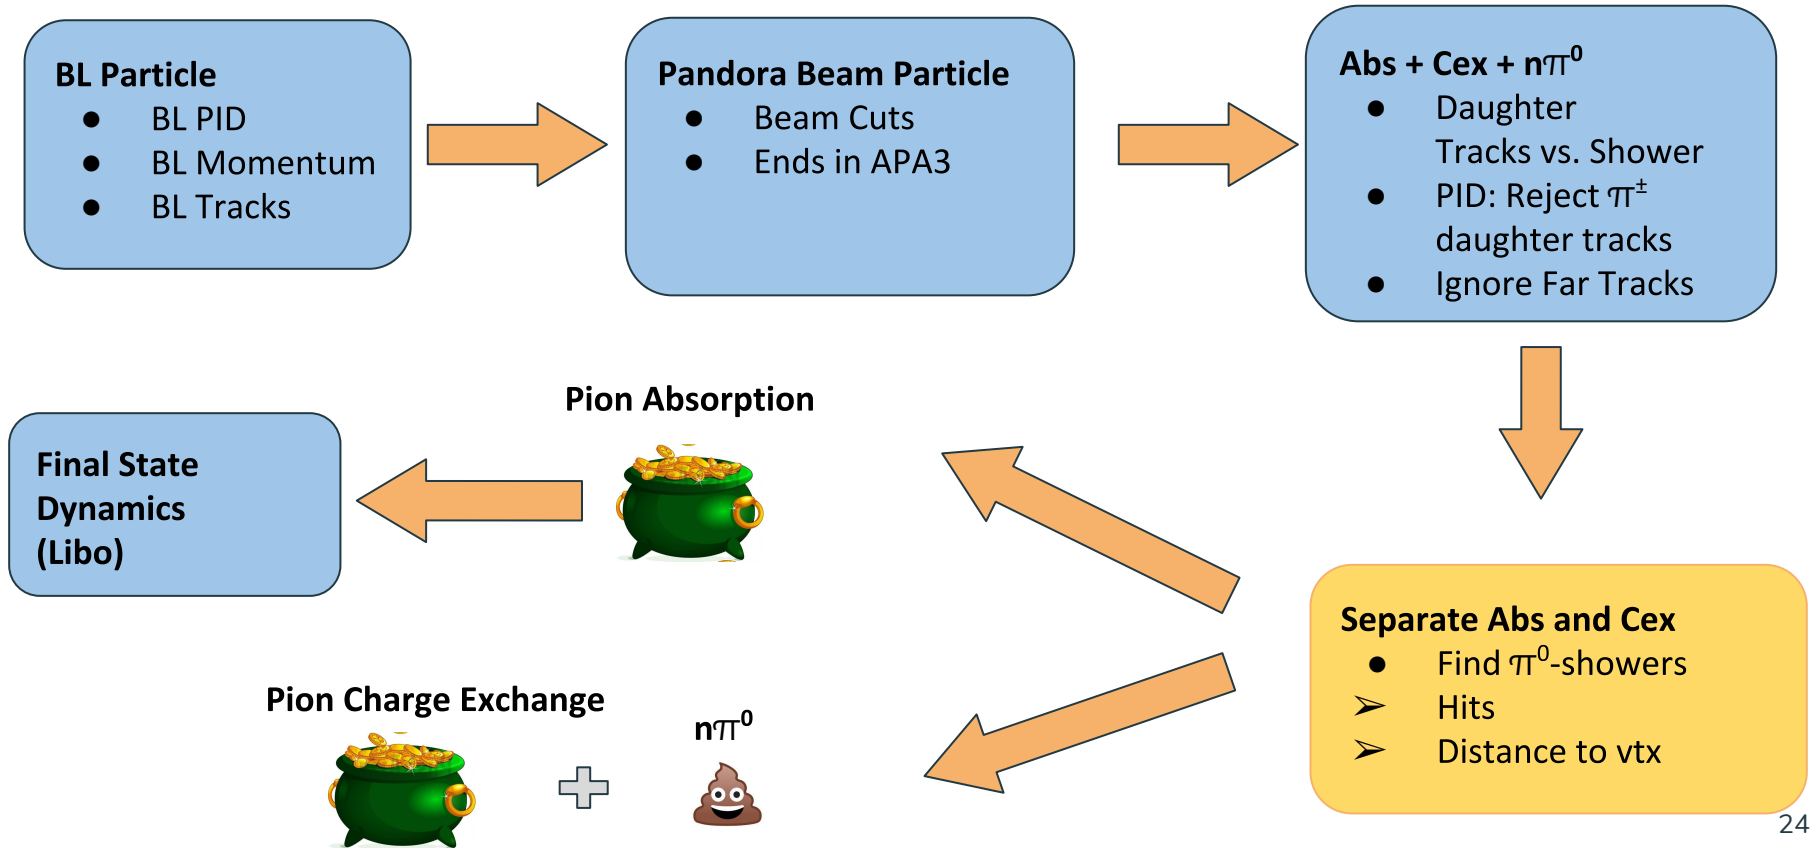 BL Particle
● BL PID
● BL Momentum
● BL Tracks
Pandora Beam Particle
● Beam Cuts
● Ends in APA3
Abs + Cex + nπ⁰
● Daughter
Tracks vs. Shower
● PID: Reject π±
daughter tracks
● Ignore Far Tracks
Pion Absorption
Final State
Dynamics
(Libo)
Separate Abs and Cex
● Find π⁰-showers
➢ Hits
➢ Distance to vtx
Pion Charge Exchange
nπ⁰
24